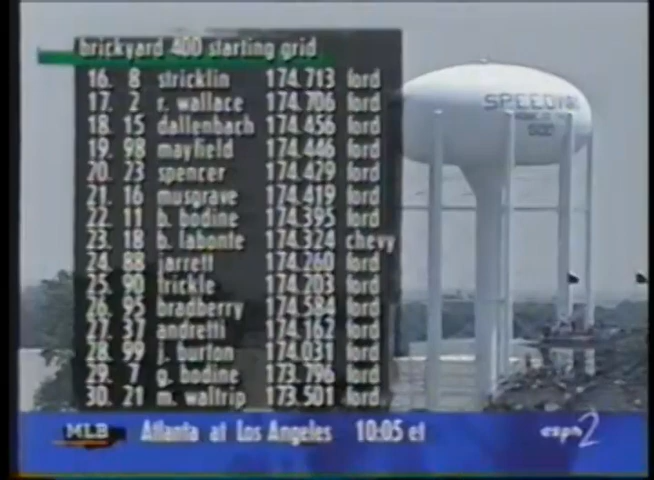 brickyard 400 starting grid
16. 8 stricklin 174.713 ford
17. 2 r. wallace 174.706 ford
18. 15 dallenbach 174.456 ford
19. 98 mayfield 174.446 ford
20. 23 spencer 174.429 ford
21. 16 musgrave 174.419 ford
22. 11 b. bodine 174.395 ford
23. 18 b. labonte 174.324 chevy
24. 88 jarrett 174.260 ford
25. 90 trickle 174.203 ford
26. 95 bradberry 174.584 ford
27. 37 andretti 174.162 ford
28. 99 j. burton 174.031 ford
29. 7 g. bodine 173.796 ford
30. 21 m. waltrip 173.501 ford
SPEEDWAY
500
MLB Atlanta at Los Angeles 10:05 et espn2